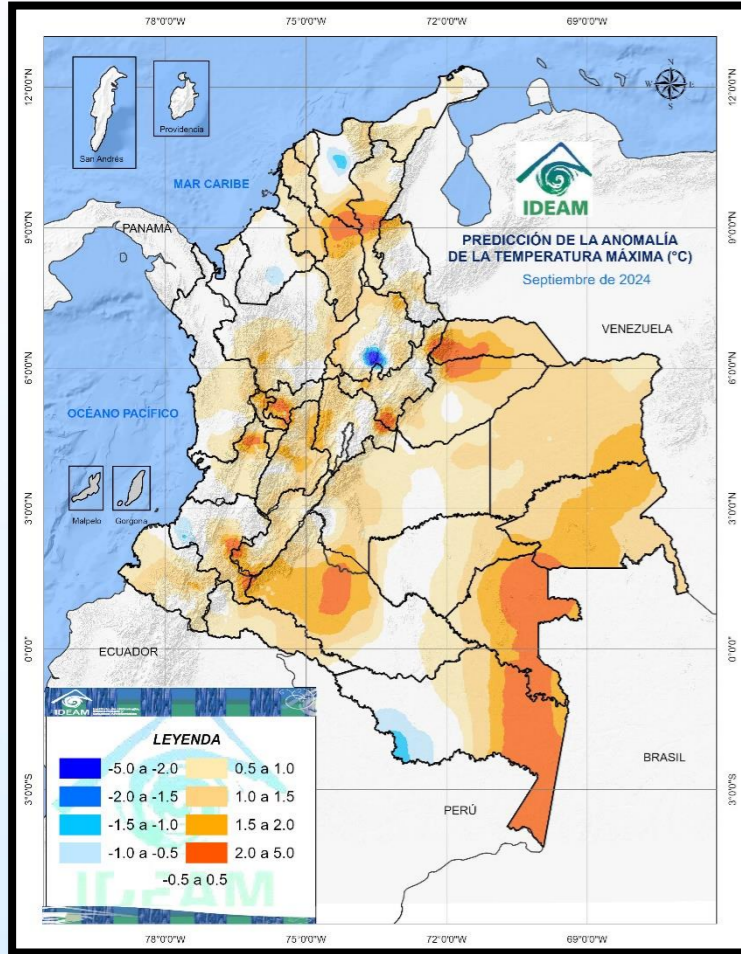 78°0'0"W 75°0'0"W 72°0'0"W 69°0'0"W
12°0'0"N
9°0'0"N
6°0'0"N
3°0'0"N
0°0'0"
3°0'0"S
12°0'0"N
9°0'0"N
6°0'0"N
3°0'0"N
0°0'0"
3°0'0"S
N
W E
S
San Andrés
Providencia
MAR CARIBE
IDEAM
PANAMA
PREDICCIÓN DE LA ANOMALÍA
DE LA TEMPERATURA MÁXIMA (°C)
Septiembre de 2024
VENEZUELA
OCÉANO PACÍFICO
Malpelo
Gorgona
ECUADOR
BRASIL
PERÚ
IDEAM
LEYENDA
-5.0 a -2.0 0.5 a 1.0
-2.0 a -1.5 1.0 a 1.5
-1.5 a -1.0 1.5 a 2.0
-1.0 a -0.5 2.0 a 5.0
-0.5 a 0.5
IDEAM
78°0'0"W 75°0'0"W 72°0'0"W 69°0'0"W